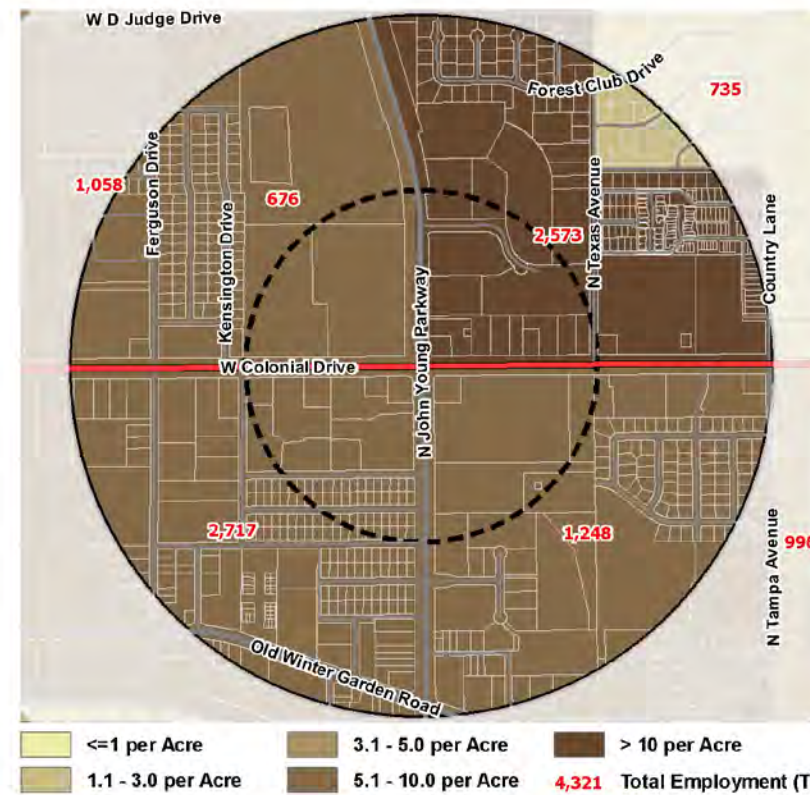 W D Judge Drive
Forest Club Drive
735
1,058
Ferguson Drive
676
Kensington Drive
2,573
N Texas Avenue
Country Lane
N John Young Parkway
W Colonial Drive
2,717
1,248
990
N Tampa Avenue
Old Winter Garden Road
<=1 per Acre
3.1 - 5.0 per Acre
> 10 per Acre
1.1 - 3.0 per Acre
5.1 - 10.0 per Acre
4,321 Total Employment (T